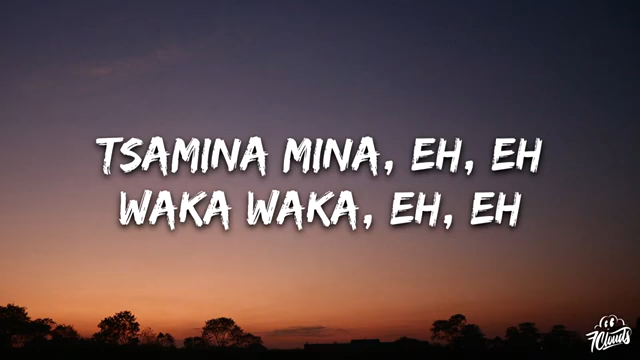 TSAMINA MINA, EH, EH
WAKA WAKA, EH, EH
7Clouds